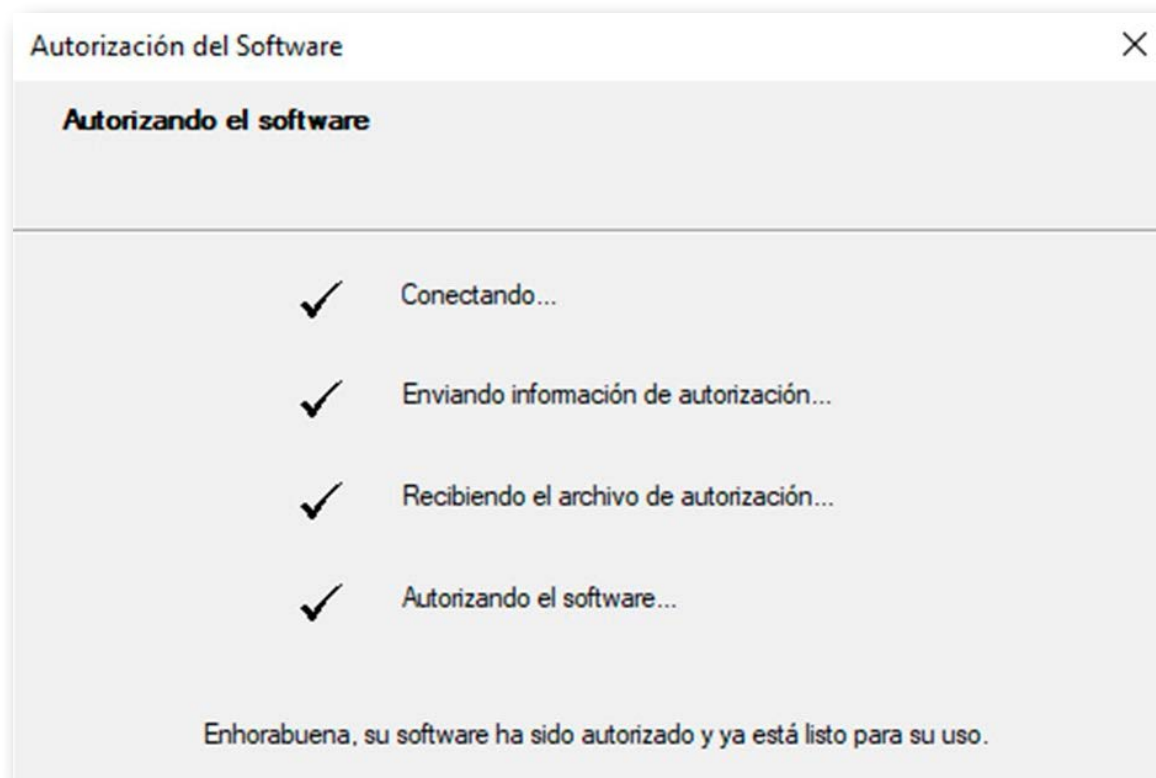 Autorización del Software
Autorizando el software
Conectando...
Enviando información de autorización...
Recibiendo el archivo de autorización...
Autorizando el software...
Enhorabuena, su software ha sido autorizado y ya está listo para su uso.